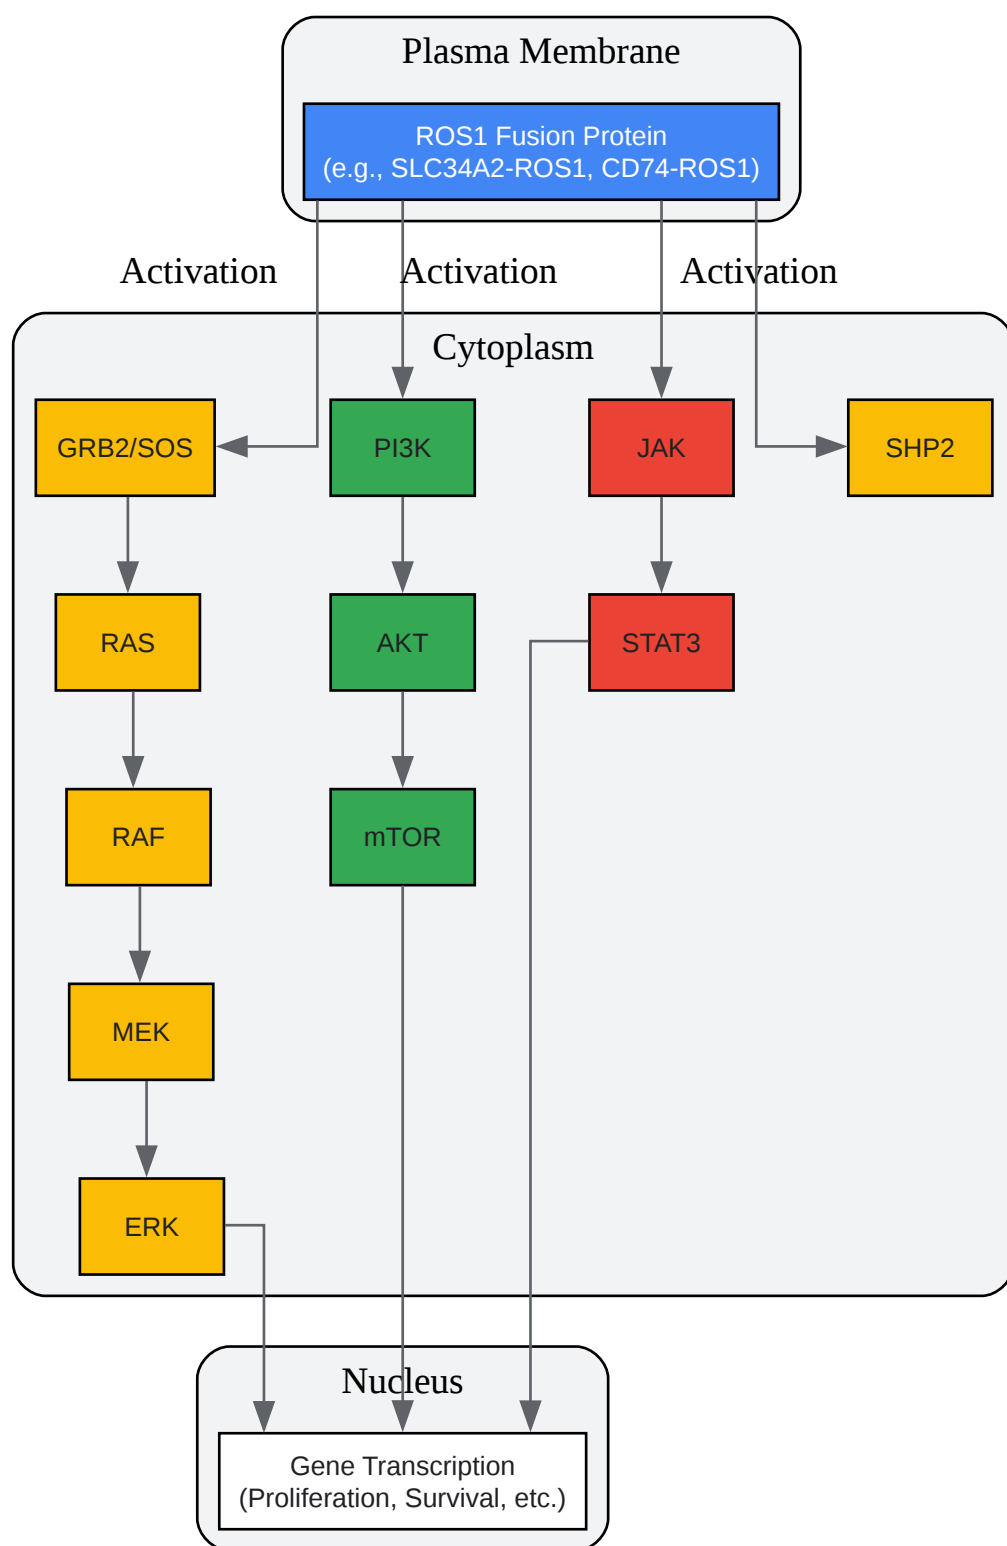 Plasma Membrane
ROS1 Fusion Protein
(e.g., SLC34A2-ROS1, CD74-ROS1)
Activation
Activation
Activation
Cytoplasm
GRB2/SOS
PI3K
JAK
SHP2
RAS
AKT
STAT3
RAF
mTOR
MEK
ERK
Nucleus
Gene Transcription
(Proliferation, Survival, etc.)